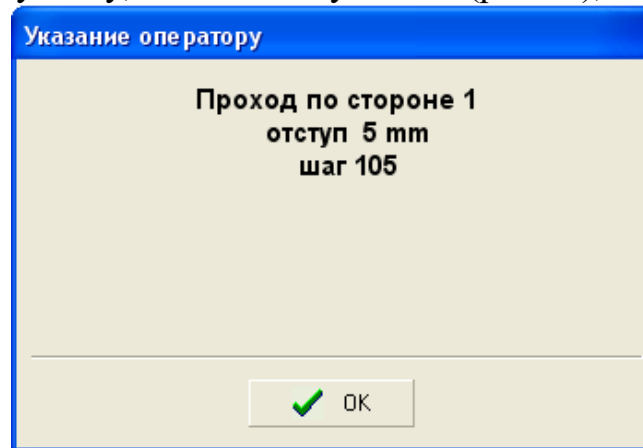 Указание оператору
Проход по стороне 1
отступ 5 mm
шаг 105
OK